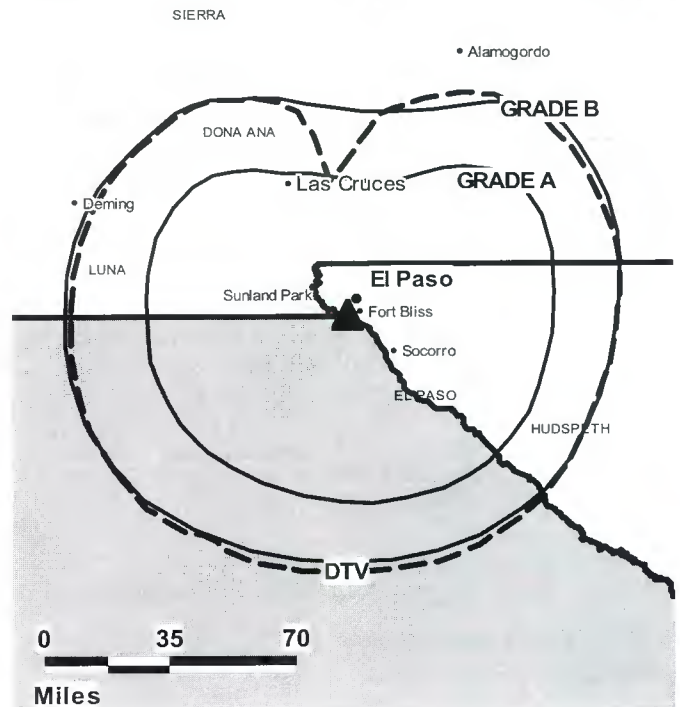 SIERRA
Alamogordo
GRADE B
DONA ANA
Las Cruces
GRADE A
Deming
LUNA
El Paso
Sunland Park
Fort Bliss
Socorro
EL PASO
HUDSPETH
DTV
0 35 70
Miles